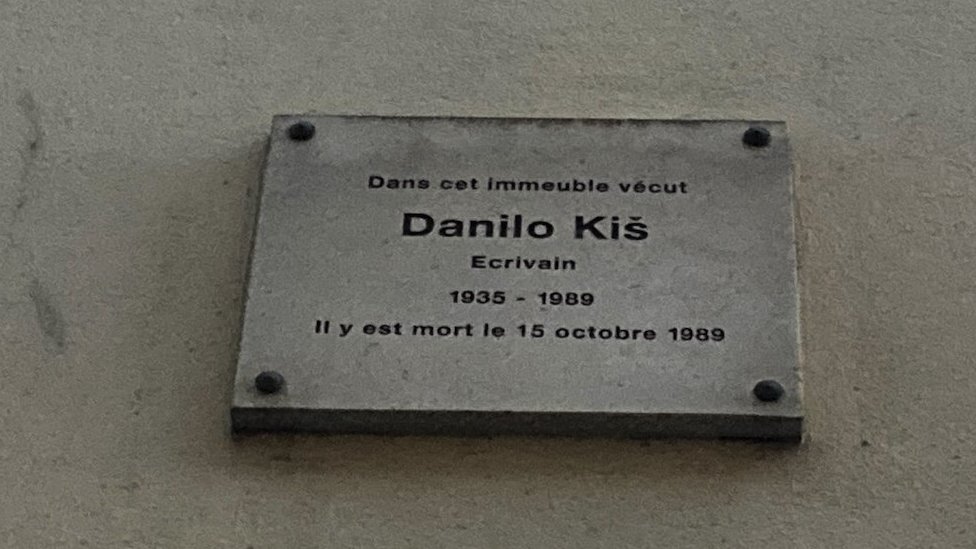 Dans cet immeuble vécut
Danilo Kiš
Ecrivain
1935 - 1989
Il y est mort le 15 octobre 1989